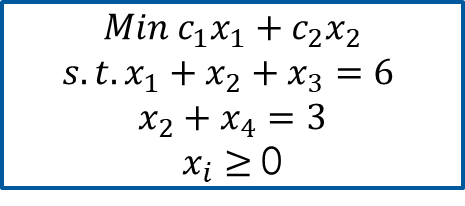 Min c₁x₁ + c₂x₂
s.t. x₁ + x₂ + x₃ = 6
x₂ + x₄ = 3
xᵢ ≥ 0